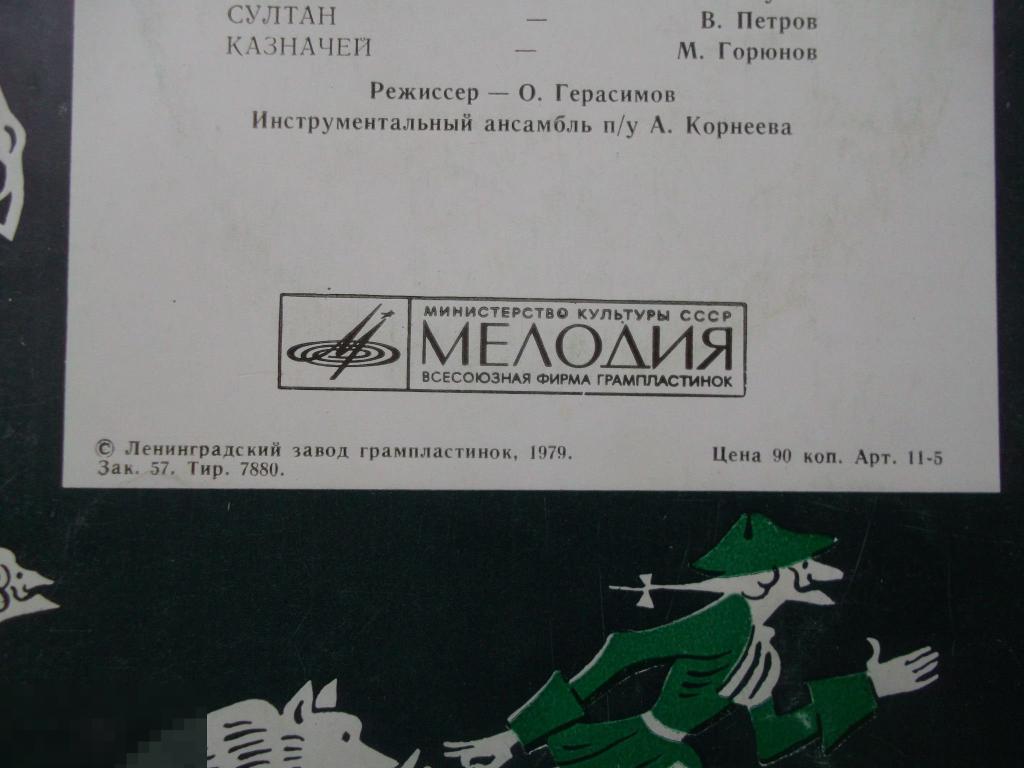 СУЛТАН — В. Петров
КАЗНАЧЕЙ — М. Горюнов
Режиссер — О. Герасимов
Инструментальный ансамбль п/у А. Корнеева
МИНИСТЕРСТВО КУЛЬТУРЫ СССР
МЕЛОДИЯ
ВСЕСОЮЗНАЯ ФИРМА ГРАМПЛАСТИНОК
© Ленинградский завод грампластинок, 1979. Цена 90 коп. Арт. 11-5
Зак. 57. Тир. 7880.